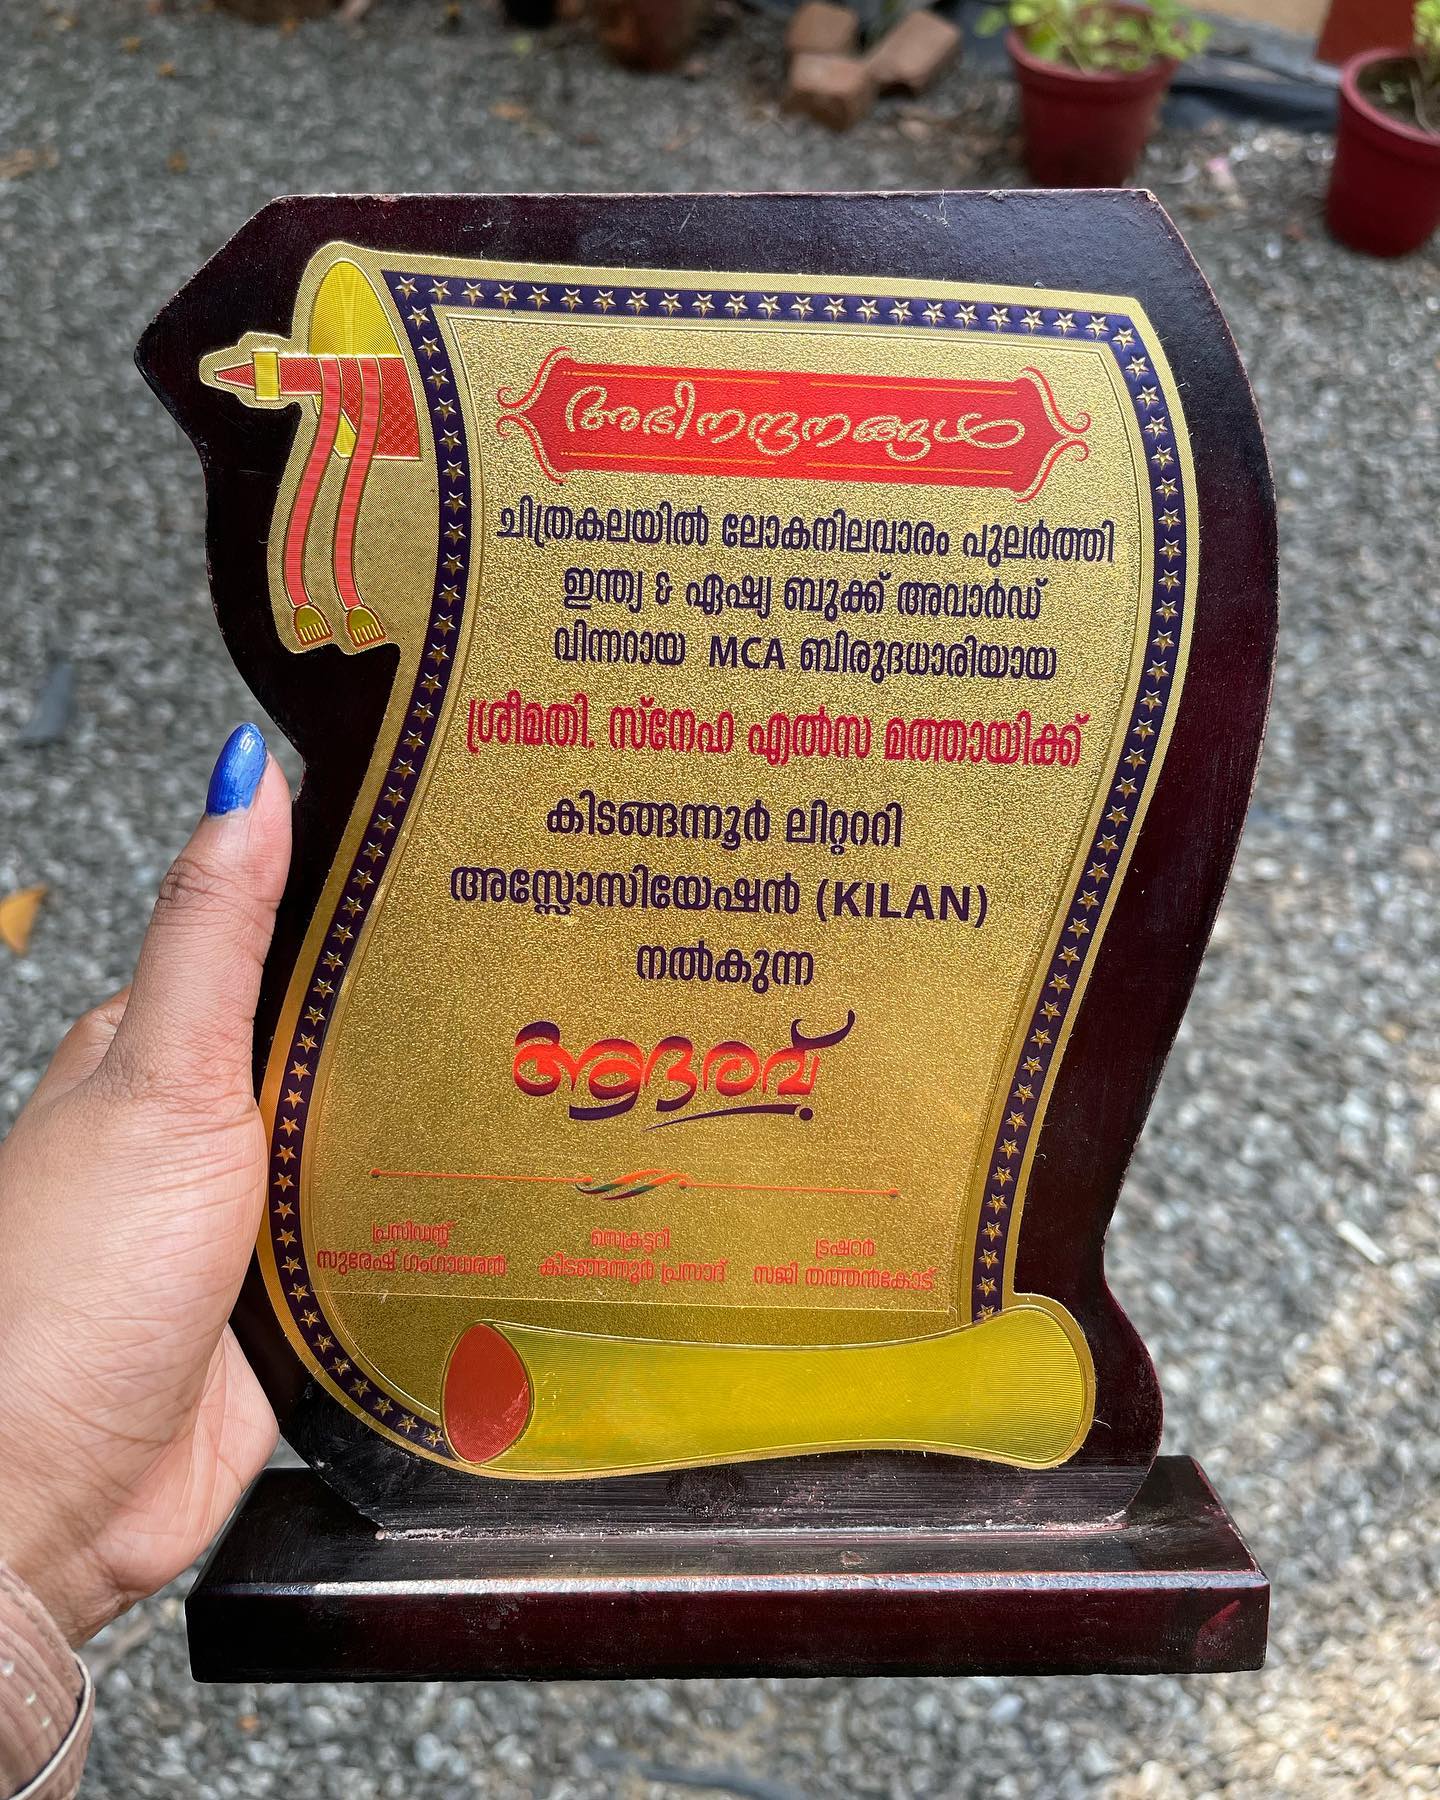 അഭിനന്ദനങ്ങൾ
ചിത്രകലയിൽ ലോകനിലവാരം പുലർത്തി
ഇന്ത്യ & ഏഷ്യ ബുക്ക് അവാർഡ്
വിന്നറായ MCA ബിരുദധാരിയായ
ശ്രീമതി. സ്നേഹ എൽസ മത്തായിക്ക്
കിടങ്ങന്നൂർ ലിറ്റററി
അസ്സോസിയേഷൻ (KILAN)
നൽകുന്ന
ആദരവ്
പ്രസിഡന്റ് സെക്രട്ടറി ട്രഷറർ
സുരേഷ് ഗംഗാധരൻ കിടങ്ങന്നൂർ പ്രസാദ് സജി തത്തൻകോട്ട്